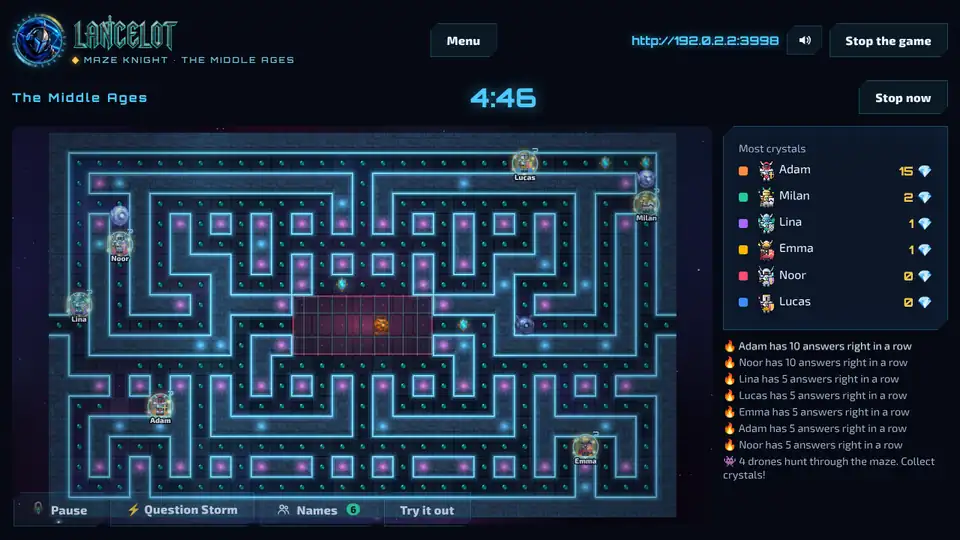 LANCELOT
MAZE KNIGHT · THE MIDDLE AGES
Menu
http://192.0.2.2:3998
Stop the game
The Middle Ages
4:46
Stop now
Most crystals
Adam 15
Milan 2
Lina 1
Emma 1
Noor 0
Lucas 0
Adam has 10 answers right in a row
Noor has 10 answers right in a row
Lina has 5 answers right in a row
Lucas has 5 answers right in a row
Emma has 5 answers right in a row
Adam has 5 answers right in a row
Noor has 5 answers right in a row
4 drones hunt through the maze. Collect
crystals!
Lucas
Milan
Noor
Lina
Adam
Emma
Pause
Question Storm
Names 6
Try it out